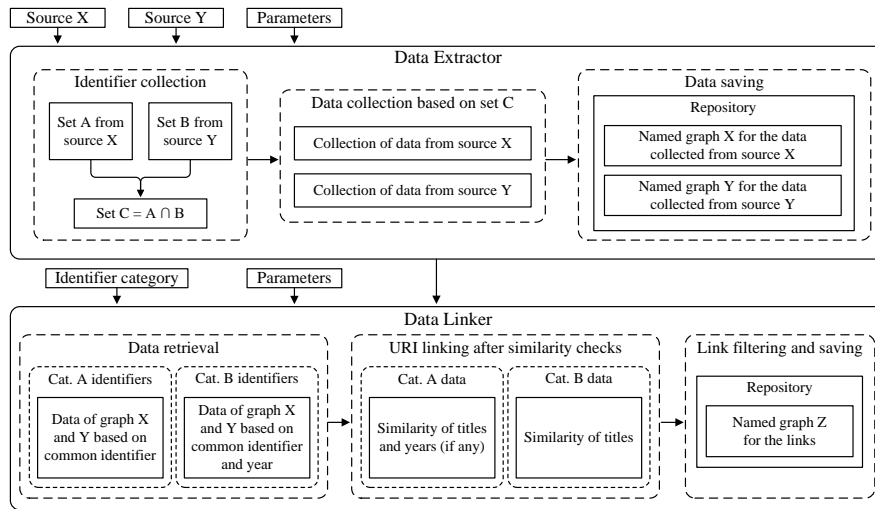 Source X
Source Y
Parameters
Data Extractor
Identifier collection
Set A from
source X
Set B from
source Y
Set C = A ∩ B
Data collection based on set C
Collection of data from source X
Collection of data from source Y
Data saving
Repository
Named graph X for the data
collected from source X
Named graph Y for the data
collected from source Y
Identifier category
Parameters
Data Linker
Data retrieval
Cat. A identifiers
Data of graph X
and Y based on
common identifier
Cat. B identifiers
Data of graph X
and Y based on
common identifier
and year
URI linking after similarity checks
Cat. A data
Similarity of titles
and years (if any)
Cat. B data
Similarity of titles
Link filtering and saving
Repository
Named graph Z
for the links